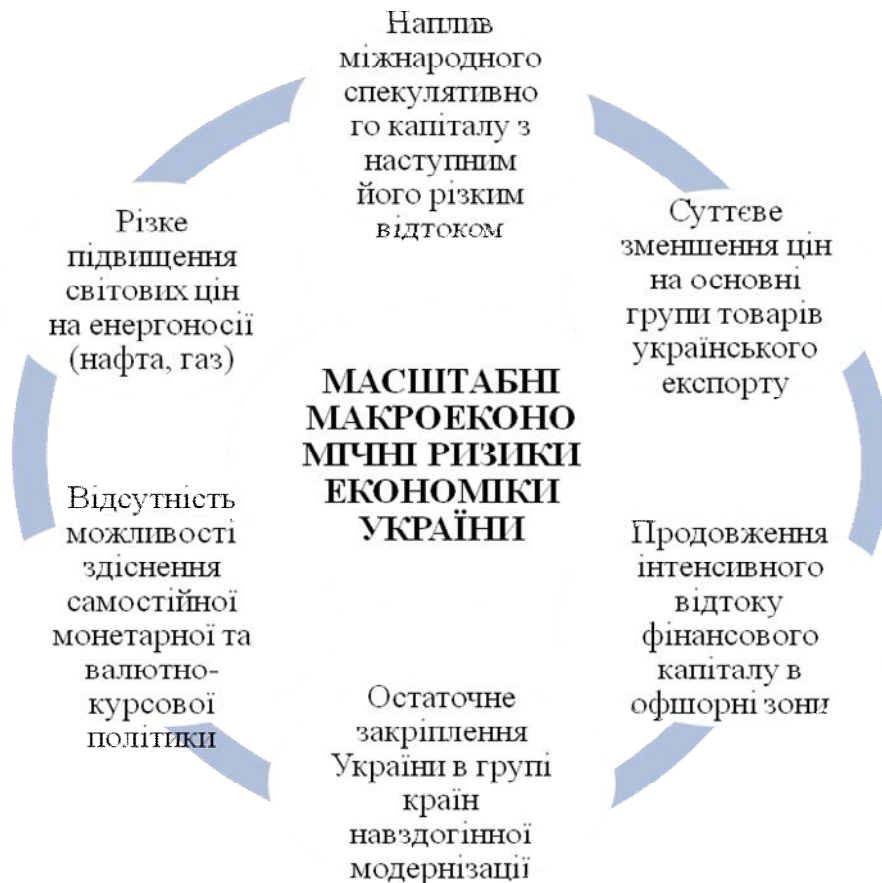 Наплив
міжнародного
спекулятивно
го капіталу з
наступним
його різким
відтоком
Суттєве
зменшення цін
на основні
групи товарів
українського
експорту
Продовження
інтенсивного
відтоку
фінансового
капіталу в
офшорні зони
Остаточне
закріплення
України в групі
країн
навздогінної
модернізації
Відсутність
можливості
здіснення
самостійної
монетарної та
валютно-
курсової
політики
Різке
підвищення
світових цін
на енергоносії
(нафта, газ)
МАСШТАБНІ
МАКРОЕКОНО
МІЧНІ РИЗИКИ
ЕКОНОМІКИ
УКРАЇНИ